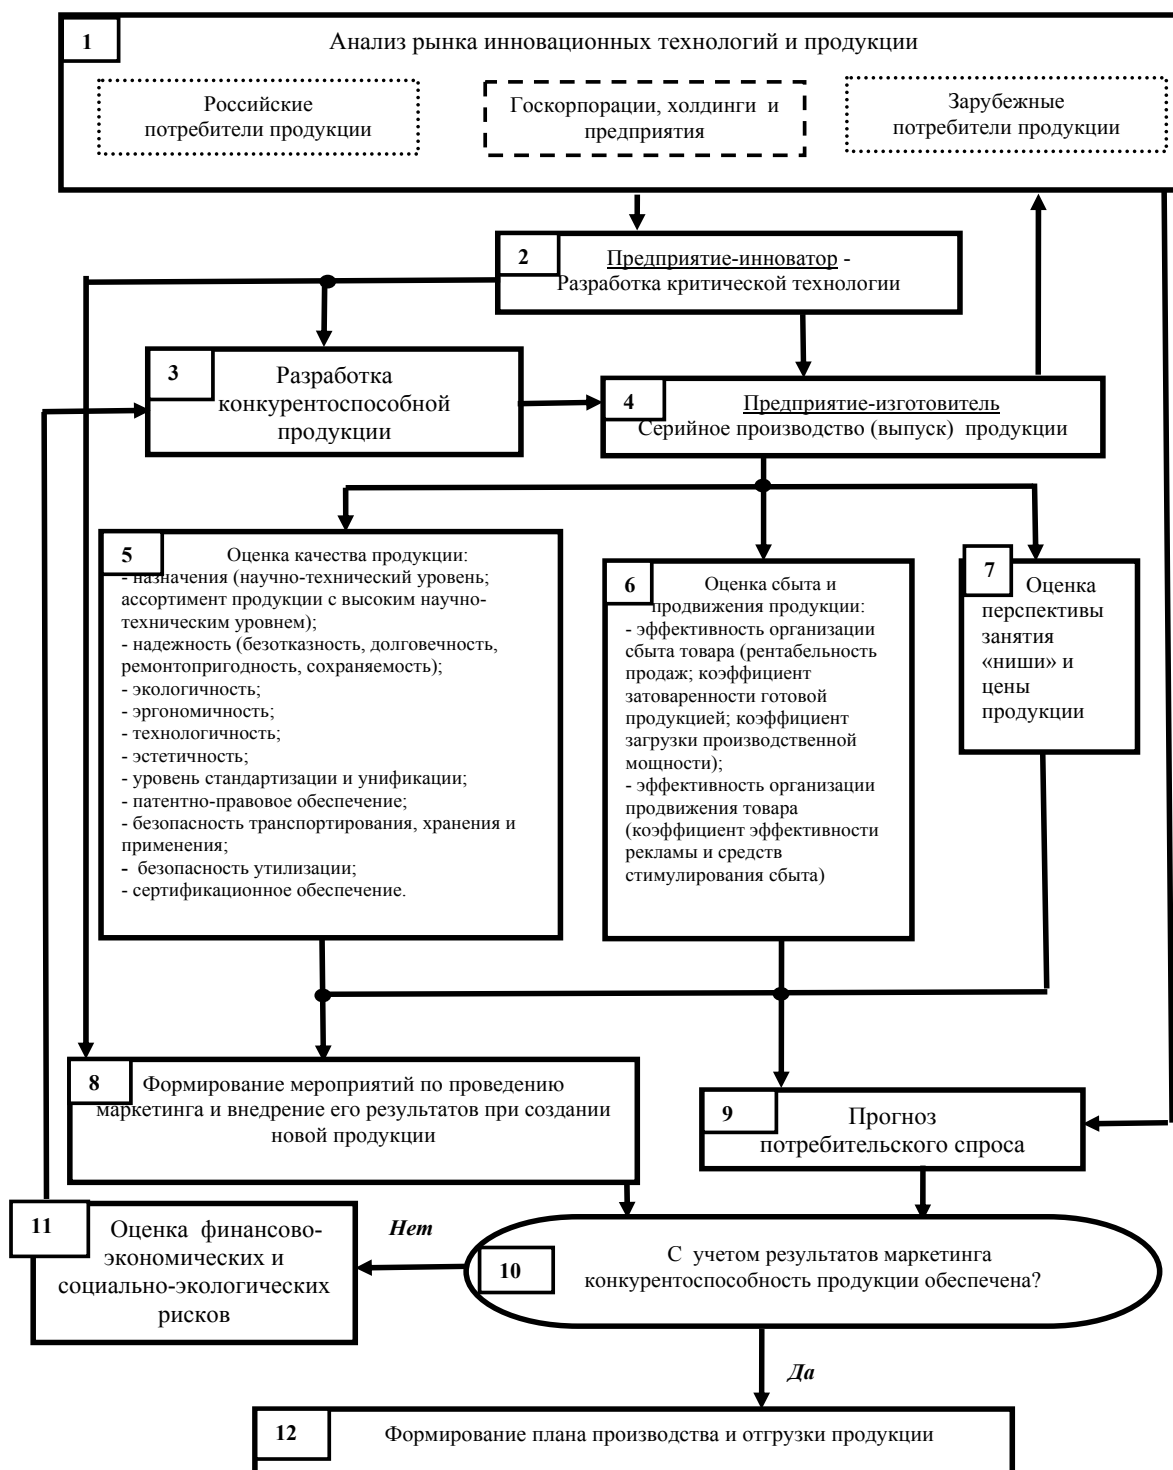 1
Анализ рынка инновационных технологий и продукции
Российские
потребители продукции
Госкорпорации, холдинги и
предприятия
Зарубежные
потребители продукции
2
Предприятие-инноватор -
Разработка критической технологии
3
Разработка
конкурентоспособной
продукции
4
Предприятие-изготовитель
Серийное производство (выпуск) продукции
5
Оценка качества продукции:
- назначения (научно-технический уровень;
ассортимент продукции с высоким научно-
техническим уровнем);
- надежность (безотказность, долговечность,
ремонтопригодность, сохраняемость);
- экологичность;
- эргономичность;
- технологичность;
- эстетичность;
- уровень стандартизации и унификации;
- патентно-правовое обеспечение;
- безопасность транспортирования, хранения и
применения;
- безопасность утилизации;
- сертификационное обеспечение.
6
Оценка сбыта и
продвижения продукции:
- эффективность организации
сбыта товара (рентабельность
продаж; коэффициент
затоваренности готовой
продукцией; коэффициент
загрузки производственной
мощности);
- эффективность организации
продвижения товара
(коэффициент эффективности
рекламы и средств
стимулирования сбыта)
7
Оценка
перспективы
занятия
«ниши» и
цены
продукции
8
Формирование мероприятий по проведению
маркетинга и внедрение его результатов при создании
новой продукции
9
Прогноз
потребительского спроса
11
Оценка финансово-
экономических и
социально-экологических
рисков
Нет
10
С учетом результатов маркетинга
конкурентоспособность продукции обеспечена?
Да
12
Формирование плана производства и отгрузки продукции